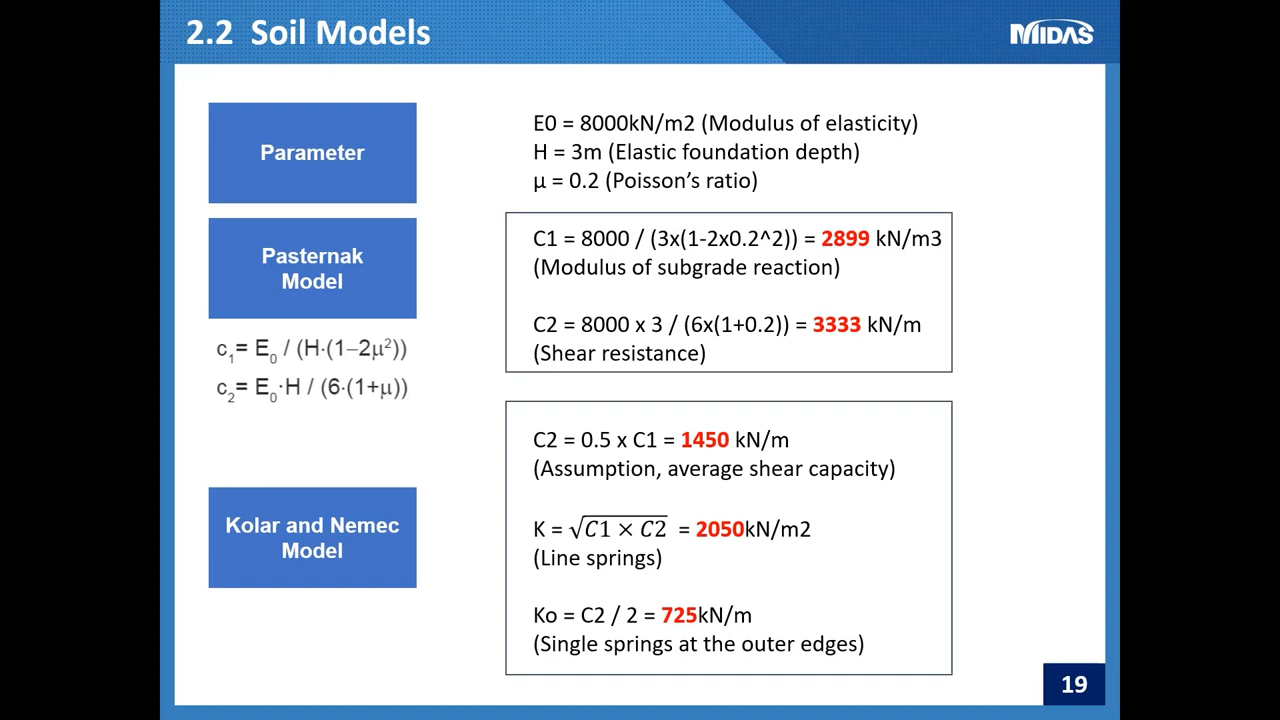 2.2 Soil Models
MIDAS
Parameter
E0 = 8000kN/m2 (Modulus of elasticity)
H = 3m (Elastic foundation depth)
μ = 0.2 (Poisson’s ratio)
Pasternak
Model
c₁= E₀ / (H·(1–2μ²))
c₂= E₀·H / (6·(1+μ))
C1 = 8000 / (3x(1-2x0.2^2)) = 2899 kN/m3
(Modulus of subgrade reaction)
C2 = 8000 x 3 / (6x(1+0.2)) = 3333 kN/m
(Shear resistance)
Kolar and Nemec
Model
C2 = 0.5 x C1 = 1450 kN/m
(Assumption, average shear capacity)
K = √C1 × C2 = 2050kN/m2
(Line springs)
Ko = C2 / 2 = 725kN/m
(Single springs at the outer edges)
19